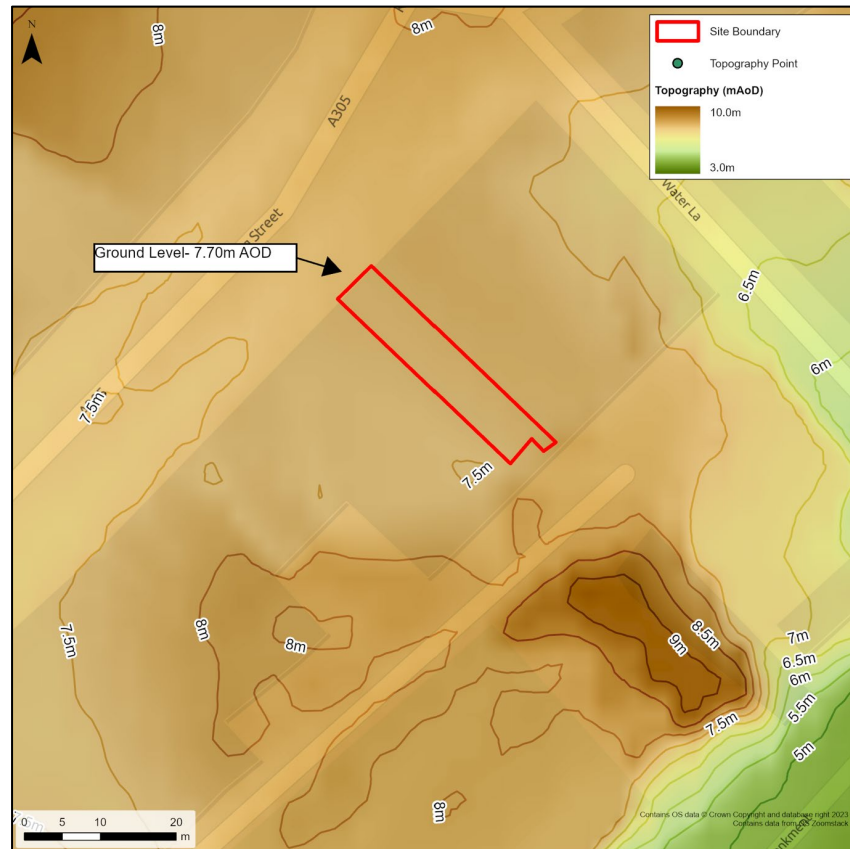 N
8m
8m
A305
Street
Ground Level- 7.70m AOD
Site Boundary
Topography Point
Topography (mAoD)
10.0m
3.0m
Water La
6.5m
6m
7.5m
7.5m
7.5m
8m
8m
8.5m
9m
7m
6.5m
6m
5.5m
5m
7.5m
8m
7.5m
0 5 10 20
m
Contains OS data © Crown Copyright and database right 2023
Contains data from OS Zoomstack